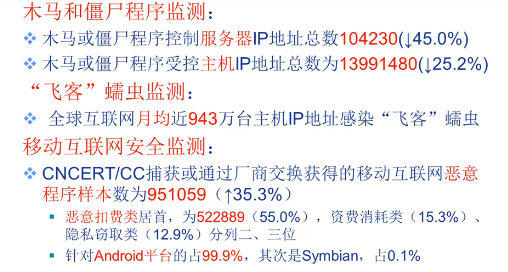 木马和僵尸程序监测：
木马或僵尸程序控制服务器IP地址总数104230(↓45.0%)
木马或僵尸程序受控主机IP地址总数为13991480(↓25.2%)
“飞客”蠕虫监测：
全球互联网月均近943万台主机IP地址感染“飞客”蠕虫
移动互联网安全监测：
CNCERT/CC捕获或通过厂商交换获得的移动互联网恶意
程序样本数为951059（↑35.3%）
恶意扣费类居首，为522889（55.0%），资费消耗类（15.3%）、
隐私窃取类（12.9%）分列二、三位
针对Android平台的占99.9%，其次是Symbian，占0.1%